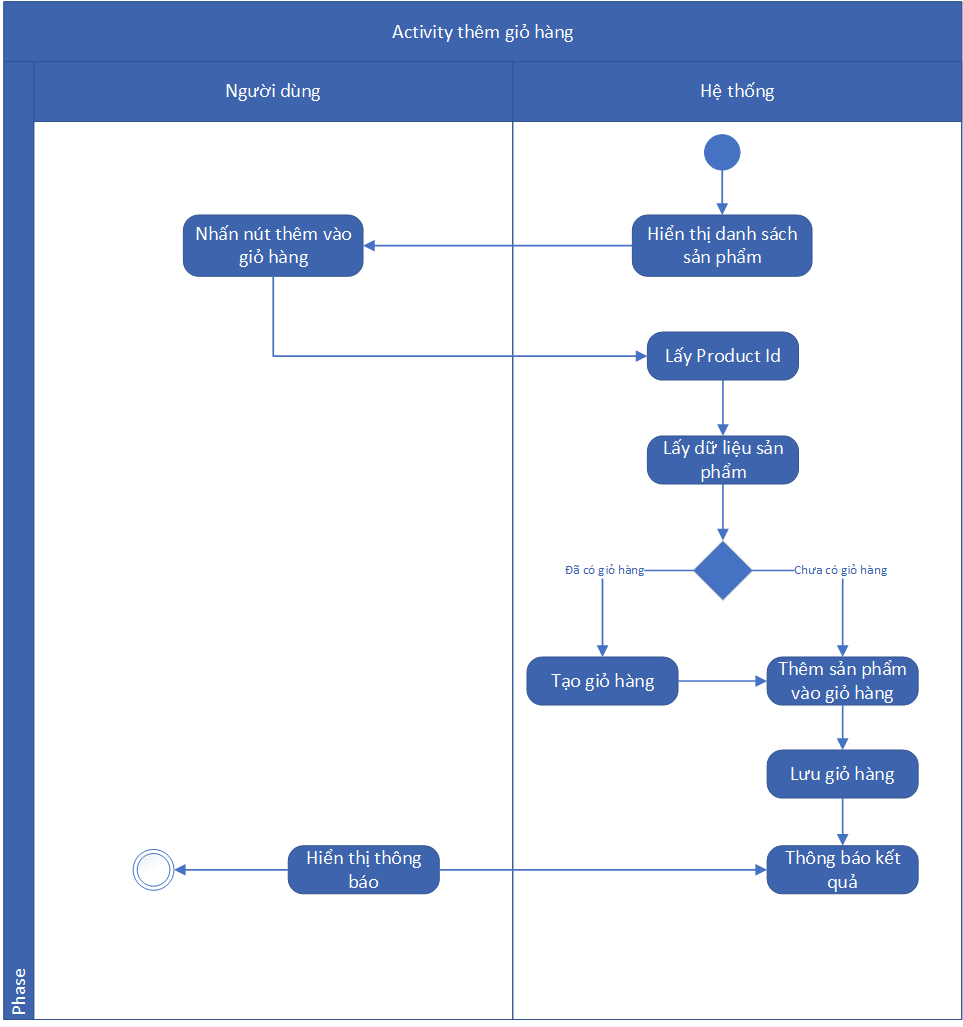 Activity thêm giỏ hàng
Người dùng
Hệ thống
Nhấn nút thêm vào
giỏ hàng
Hiển thị danh sách
sản phẩm
Lấy Product Id
Lấy dữ liệu sản
phẩm
Đã có giỏ hàng
Chưa có giỏ hàng
Tạo giỏ hàng
Thêm sản phẩm
vào giỏ hàng
Lưu giỏ hàng
Hiển thị thông
báo
Thông báo kết
quả
Phase